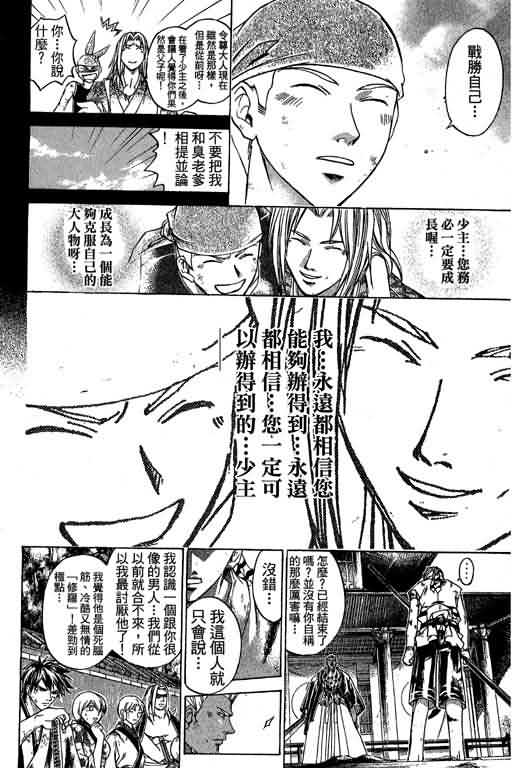 戰勝自己…
令尊大人現在
雖然是那樣，
但是從前呀…
在看了少主之後，
會讓人覺得你們果
然是父子呢！
你…你說
什麼？
不要把我
和臭老爹
相提並論
！
少主…您務
必一定要成
長喔…
成長為一個能
夠克服自己的
大人物呀…
我…永遠都相信您
能夠辦得到…永遠
都相信…您一定可
以辦得到的…少主
…
怎麼？已經結束了
嗎？並沒有你自稱
的那麼厲害嘛！
沒錯…
我這個人就
只會說…
我認識一個跟你很
像的男人…我們從
以前就合不來，所
以我最討厭他了！
我覺得他是個死腦
筋、冷酷又無情的
『修羅』！差勁到
極點…